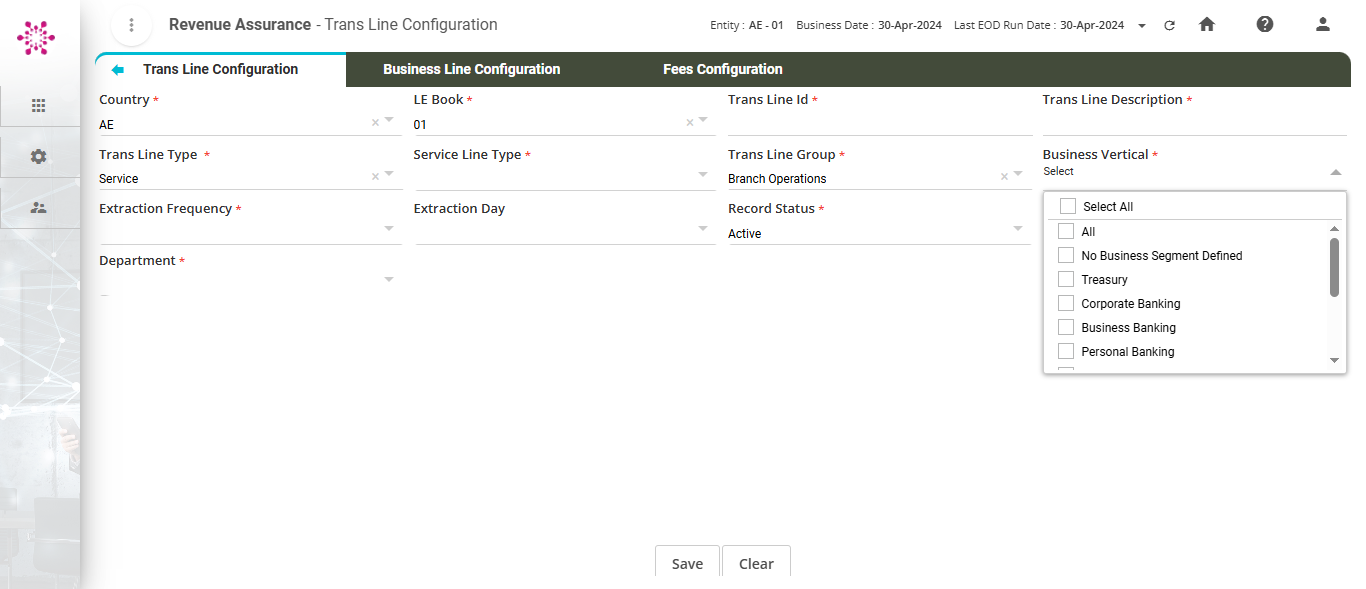 Revenue Assurance - Trans Line Configuration
Entity : AE - 01 Business Date : 30-Apr-2024 Last EOD Run Date : 30-Apr-2024
Trans Line Configuration Business Line Configuration Fees Configuration
Country * LE Book * Trans Line Id * Trans Line Description *
AE × 01 ×
Trans Line Type * Service Line Type * Trans Line Group * Business Vertical *
Service × Branch Operations × Select
Extraction Frequency * Extraction Day Record Status * Select All
Active All
Department * No Business Segment Defined
Treasury
Corporate Banking
Business Banking
Personal Banking
Save Clear